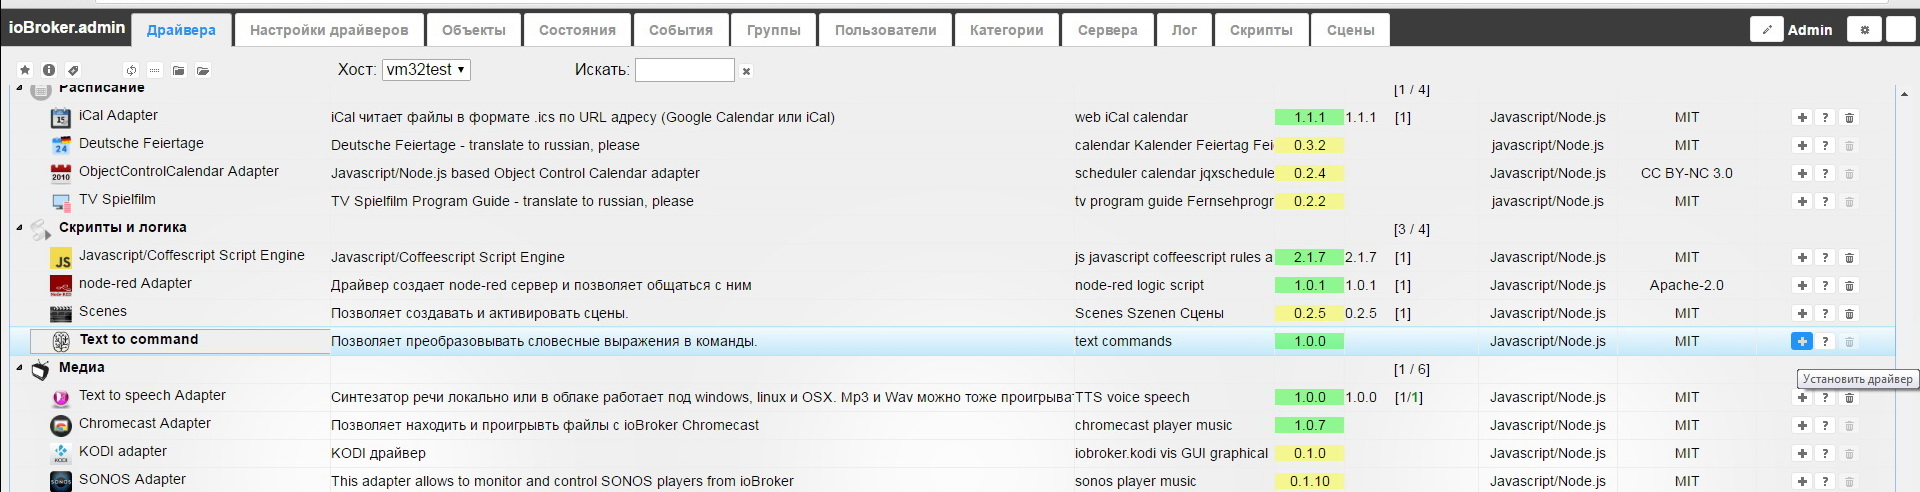 ioBroker.admin Драйвера Настройки драйверов Объекты Состояния События Группы Пользователи Категории Сервера Лог Скрипты Сцены Admin
Хост: vm32test Искать:
Расписание [1 / 4]
iCal Adapter iCal читает файлы в формате .ics по URL адресу (Google Calendar или iCal) web iCal calendar 1.1.1 1.1.1 [1] Javascript/Node.js MIT
Deutsche Feiertage Deutsche Feiertage - translate to russian, please calendar Kalender Feiertag Fei 0.3.2 javascript/Node.js MIT
ObjectControlCalendar Adapter Javascript/Node.js based Object Control Calendar adapter scheduler calendar jqxschedule 0.2.4 Javascript/Node.js CC BY-NC 3.0
TV Spielfilm TV Spielfilm Program Guide - translate to russian, please tv program guide Fernsehprogr 0.2.2 javascript/Node.js MIT
Скрипты и логика [3 / 4]
Javascript/Coffescript Script Engine Javascript/Coffeescript Script Engine js javascript coffeescript rules a 2.1.7 2.1.7 [1] Javascript/Node.js MIT
node-red Adapter Драйвер создает node-red сервер и позволяет общаться с ним node-red logic script 1.0.1 1.0.1 [1] Javascript/Node.js Apache-2.0
Scenes Позволяет создавать и активировать сцены. Scenes Szenen Сцены 0.2.5 0.2.5 [1] Javascript/Node.js MIT
Text to command Позволяет преобразовывать словесные выражения в команды. text commands 1.0.0 Javascript/Node.js MIT
Медиа [1 / 6]
Установить драйвер
Text to speech Adapter Синтезатор речи локально или в облаке работает под windows, linux и OSX. Mp3 и Wav можно тоже проигрыва TTS voice speech 1.0.0 1.0.0 [1/1] Javascript/Node.js MIT
Chromecast Adapter Позволяет находить и проигрывть файлы с ioBroker Chromecast chromecast player music 1.0.7 Javascript/Node.js MIT
KODI adapter KODI драйвер iobroker.kodi vis GUI graphical 0.1.0 Javascript/Node.js MIT
SONOS Adapter This adapter allows to monitor and control SONOS players from ioBroker sonos player music 0.1.10 Javascript/Node.js MIT